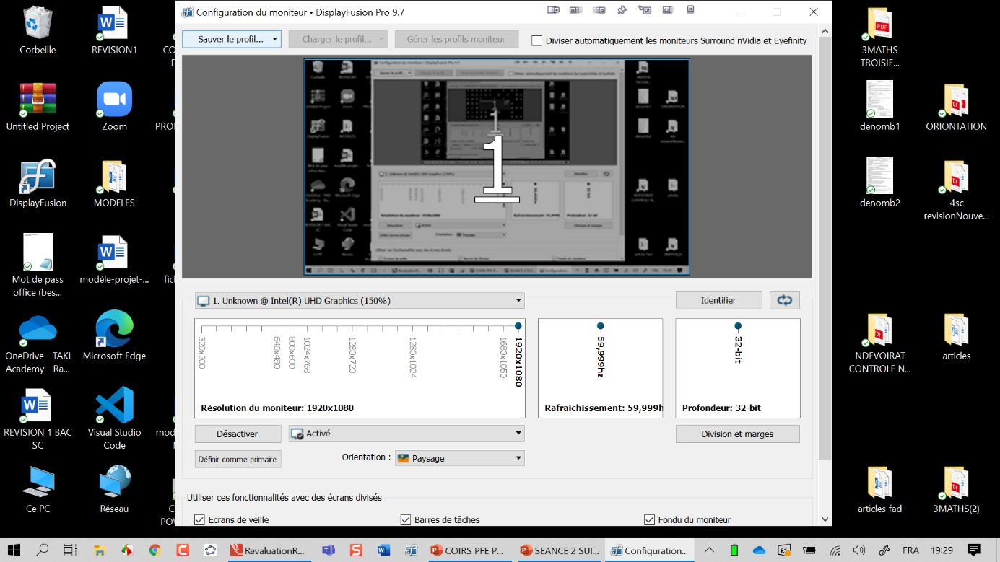 Configuration du moniteur • DisplayFusion Pro 9.7
Sauver le profil...
Charger le profil...
Gérer les profils moniteur
Diviser automatiquement les moniteurs Surround nVidia et Eyefinity
1
1. Unknown @ Intel(R) UHD Graphics (150%)
Identifier
320x200
640x480
800x600
1024x768
1280x720
1280x1024
1680x1050
1920x1080
Résolution du moniteur: 1920x1080
59,999hz
Rafraichissement: 59,999h
32-bit
Profondeur: 32-bit
Désactiver
Activé
Division et marges
Définir comme primaire
Orientation :
Paysage
Utiliser ces fonctionnalités avec des écrans divisés
Ecrans de veille
Barres de tâches
Fondu du moniteur
Corbeille
REVISION1
Untitled Project
Zoom
DisplayFusion
MODELES
Mot de pass
office (bes...
modèle-projet-...
OneDrive - TAKI
Academy - Ra...
Microsoft Edge
REVISION 1 BAC
SC
Visual Studio
Code
Ce PC
Réseau
3MATHS
TROISIE...
denomb1
ORIONTATION
denomb2
4sc
revisionNouve...
NDEVOIRAT
CONTROLE N...
articles
articles fad
3MATHS(2)
RevaluationR...
COIRS PFE P...
SEANCE 2 SUI...
Configuration...
FRA
19:29